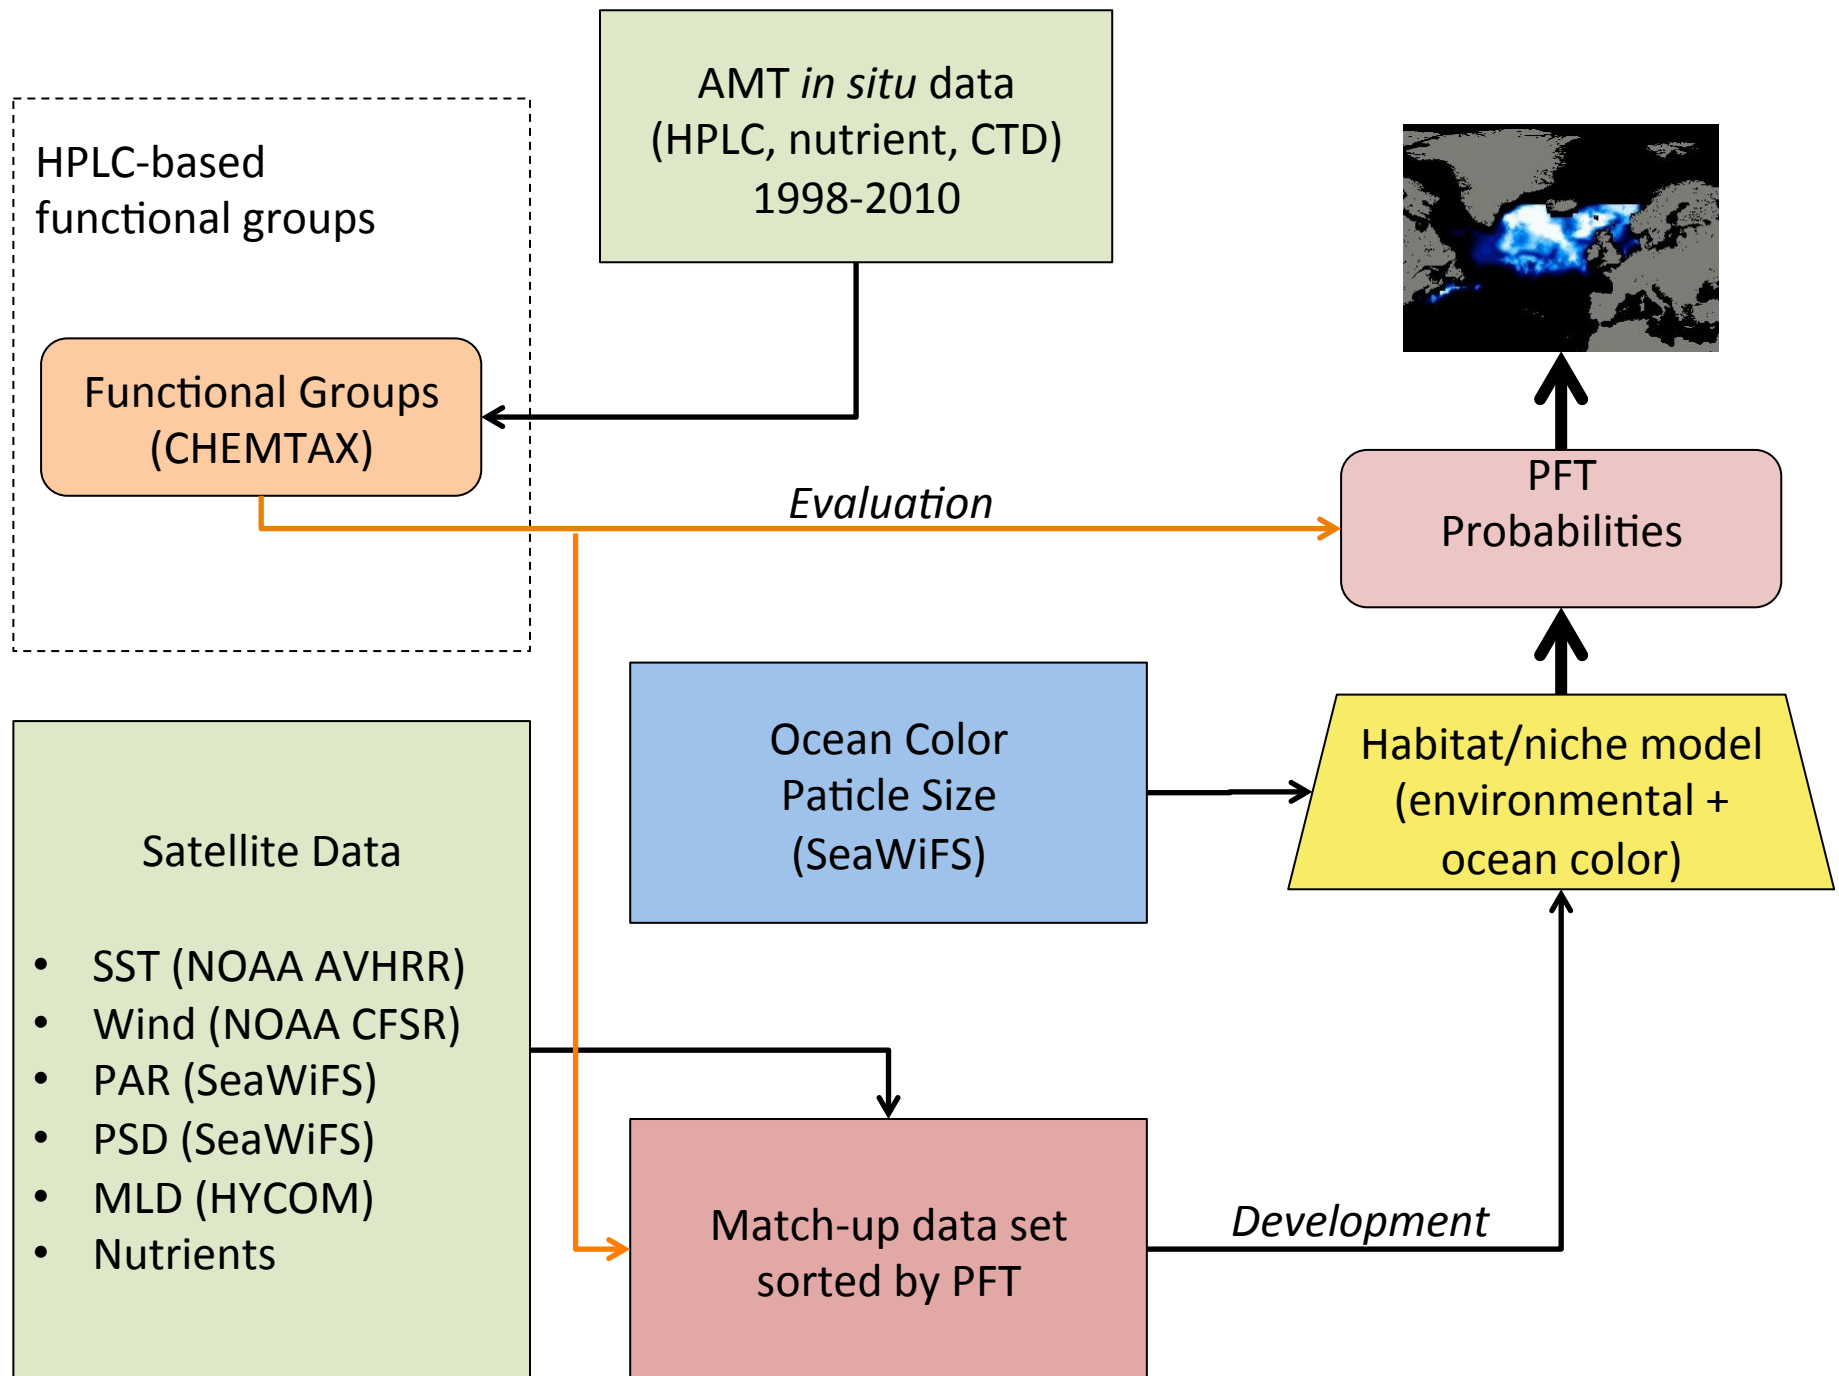 AMT in situ data
(HPLC, nutrient, CTD)
1998-2010
HPLC-based
functional groups
Functional Groups
(CHEMTAX)
Evaluation
PFT
Probabilities
Ocean Color
Paticle Size
(SeaWiFS)
Habitat/niche model
(environmental +
ocean color)
Satellite Data
• SST (NOAA AVHRR)
• Wind (NOAA CFSR)
• PAR (SeaWiFS)
• PSD (SeaWiFS)
• MLD (HYCOM)
• Nutrients
Match-up data set
sorted by PFT
Development